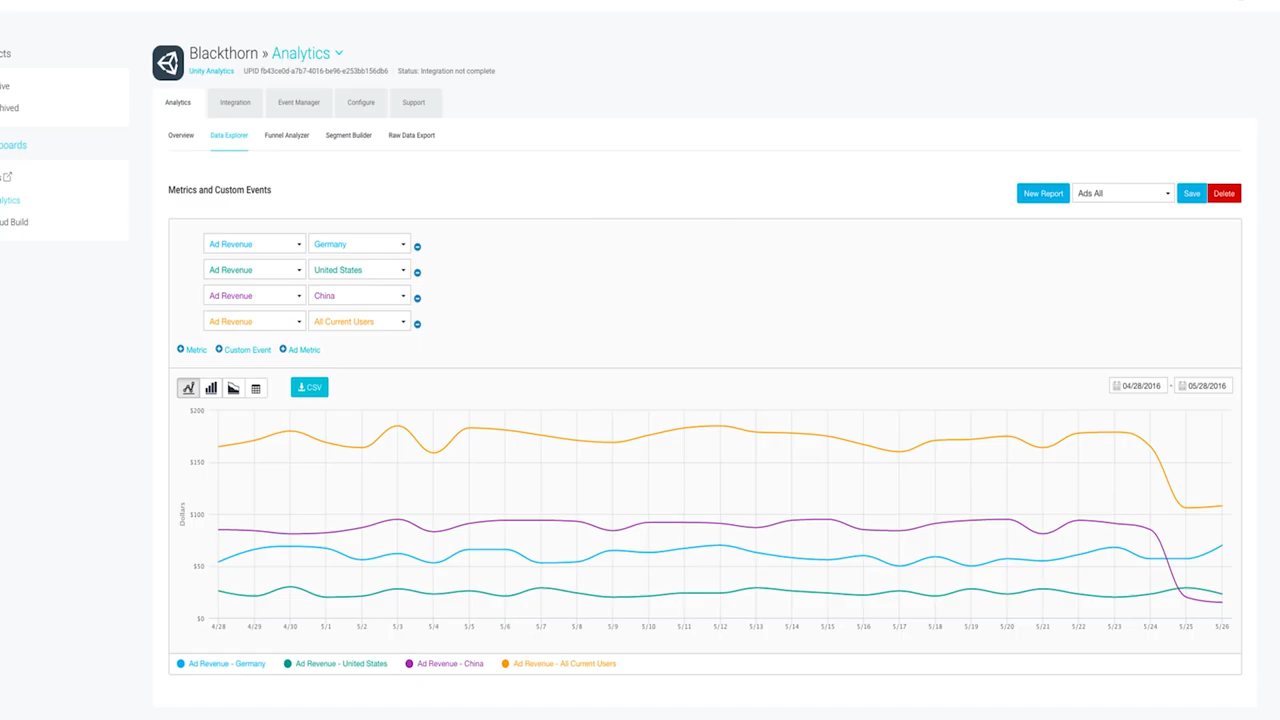 cts
ive
hived
boards
s
lytics
ud Build
Blackthorn » Analytics
Unity Analytics UPID fb43ce0d-a7b7-4016-be96-e253bb156db6 Status: Integration not complete
Analytics Integration Event Manager Configure Support
Overview Data Explorer Funnel Analyzer Segment Builder Raw Data Export
Metrics and Custom Events
New Report Ads All Save Delete
Ad Revenue Germany
Ad Revenue United States
Ad Revenue China
Ad Revenue All Current Users
Metric Custom Event Ad Metric
CSV 04/28/2016 - 05/28/2016
$200
$150
$100
$50
$0
Dollars
4/28 4/29 4/30 5/1 5/2 5/3 5/4 5/5 5/6 5/7 5/8 5/9 5/10 5/11 5/12 5/13 5/14 5/15 5/16 5/17 5/18 5/19 5/20 5/21 5/22 5/23 5/24 5/25 5/26
Ad Revenue - Germany Ad Revenue - United States Ad Revenue - China Ad Revenue - All Current Users